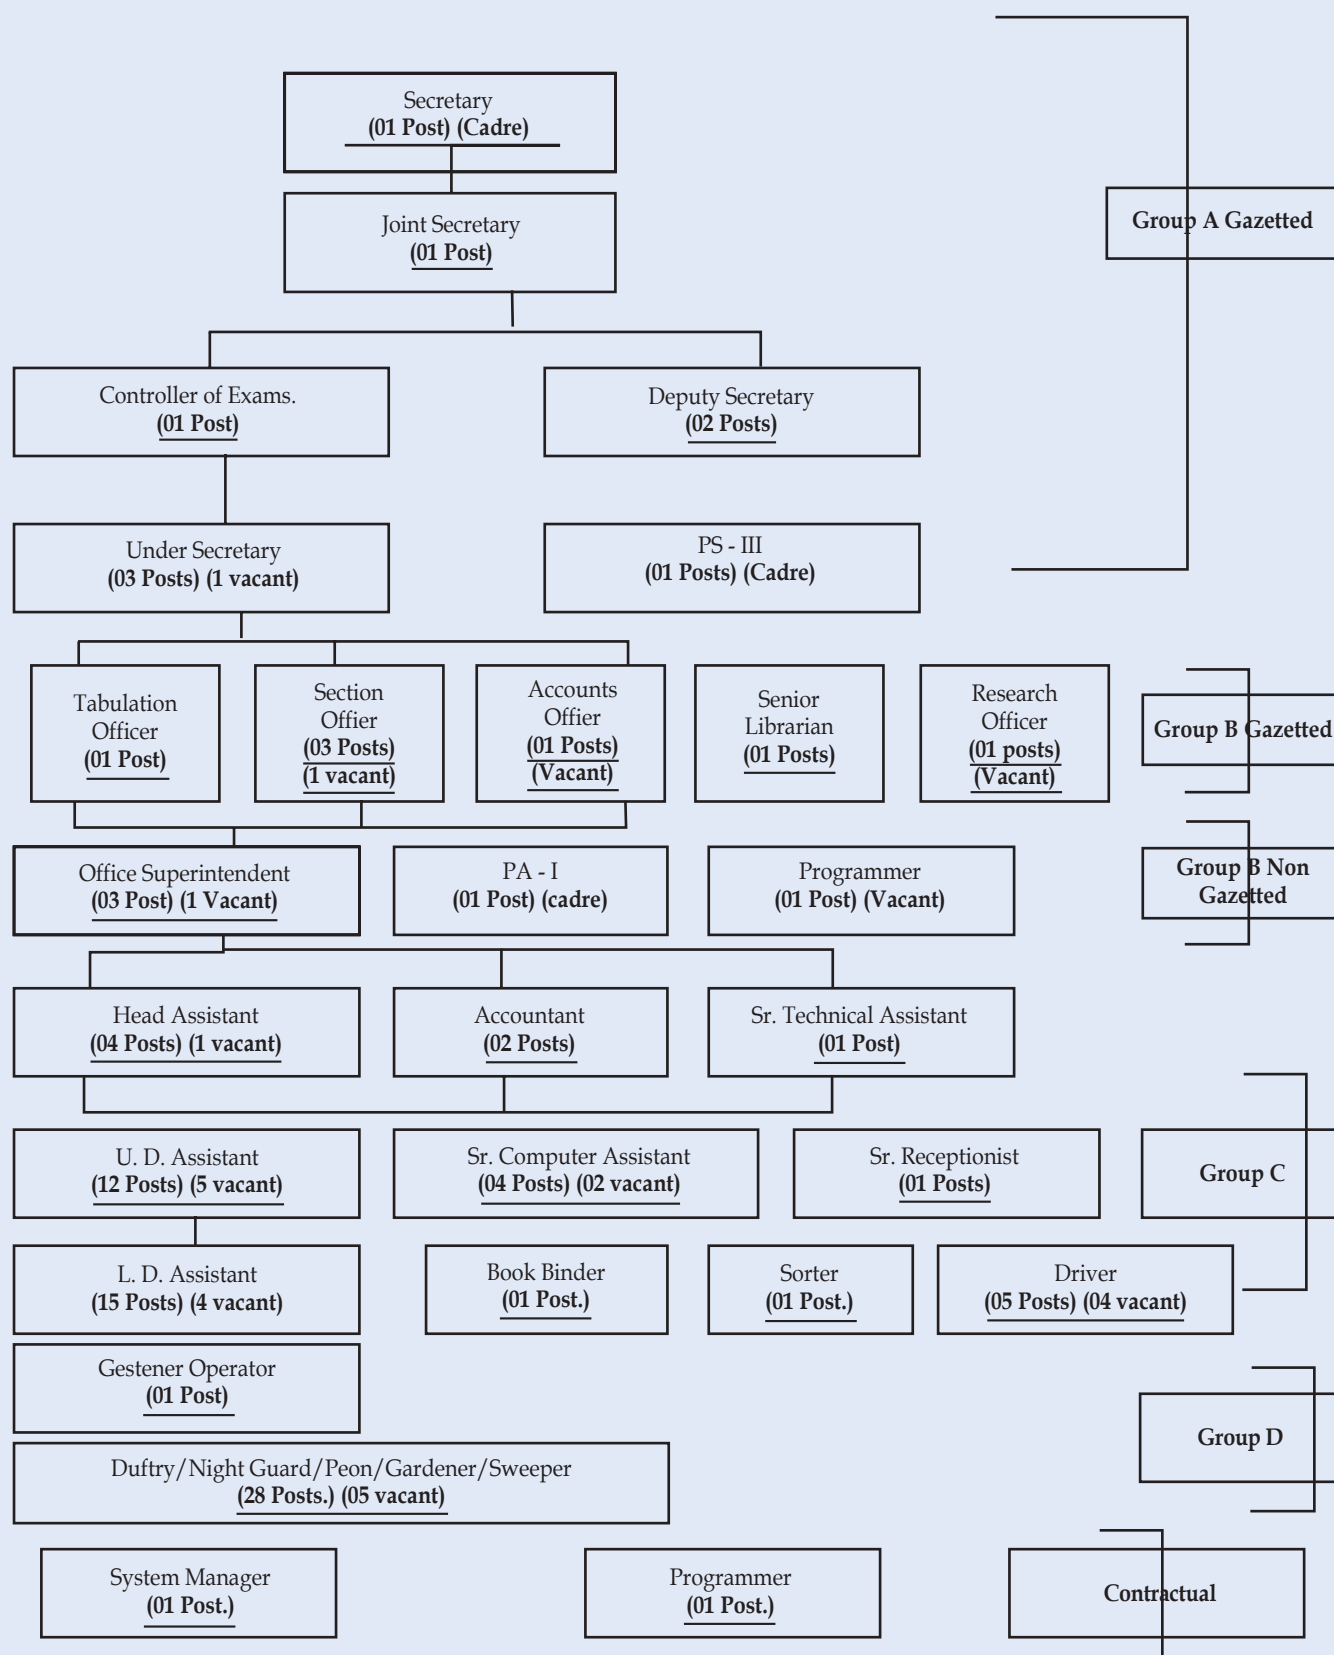 Secretary
(01 Post) (Cadre)
Joint Secretary
(01 Post)
Group A Gazetted
Controller of Exams.
(01 Post)
Deputy Secretary
(02 Posts)
Under Secretary
(03 Posts) (1 vacant)
PS - III
(01 Posts) (Cadre)
Tabulation
Officer
(01 Post)
Section
Offier
(03 Posts)
(1 vacant)
Accounts
Offier
(01 Posts)
(Vacant)
Senior
Librarian
(01 Posts)
Research
Officer
(01 posts)
(Vacant)
Group B Gazetted
Office Superintendent
(03 Post) (1 Vacant)
PA - I
(01 Post) (cadre)
Programmer
(01 Post) (Vacant)
Group B Non
Gazetted
Head Assistant
(04 Posts) (1 vacant)
Accountant
(02 Posts)
Sr. Technical Assistant
(01 Post)
U. D. Assistant
(12 Posts) (5 vacant)
Sr. Computer Assistant
(04 Posts) (02 vacant)
Sr. Receptionist
(01 Posts)
Group C
L. D. Assistant
(15 Posts) (4 vacant)
Book Binder
(01 Post.)
Sorter
(01 Post.)
Driver
(05 Posts) (04 vacant)
Gestener Operator
(01 Post)
Group D
Duftry/Night Guard/Peon/Gardener/Sweeper
(28 Posts.) (05 vacant)
System Manager
(01 Post.)
Programmer
(01 Post.)
Contractual